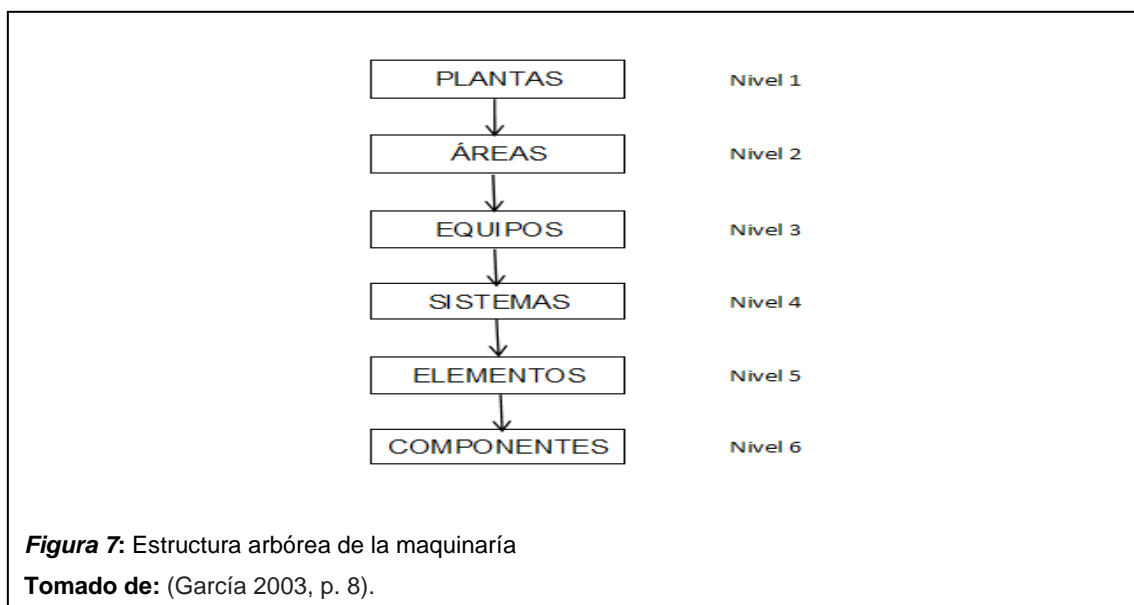 PLANTAS Nivel 1
ÁREAS Nivel 2
EQUIPOS Nivel 3
SISTEMAS Nivel 4
ELEMENTOS Nivel 5
COMPONENTES Nivel 6
Figura 7: Estructura arbórea de la maquinaría
Tomado de: (García 2003, p. 8).